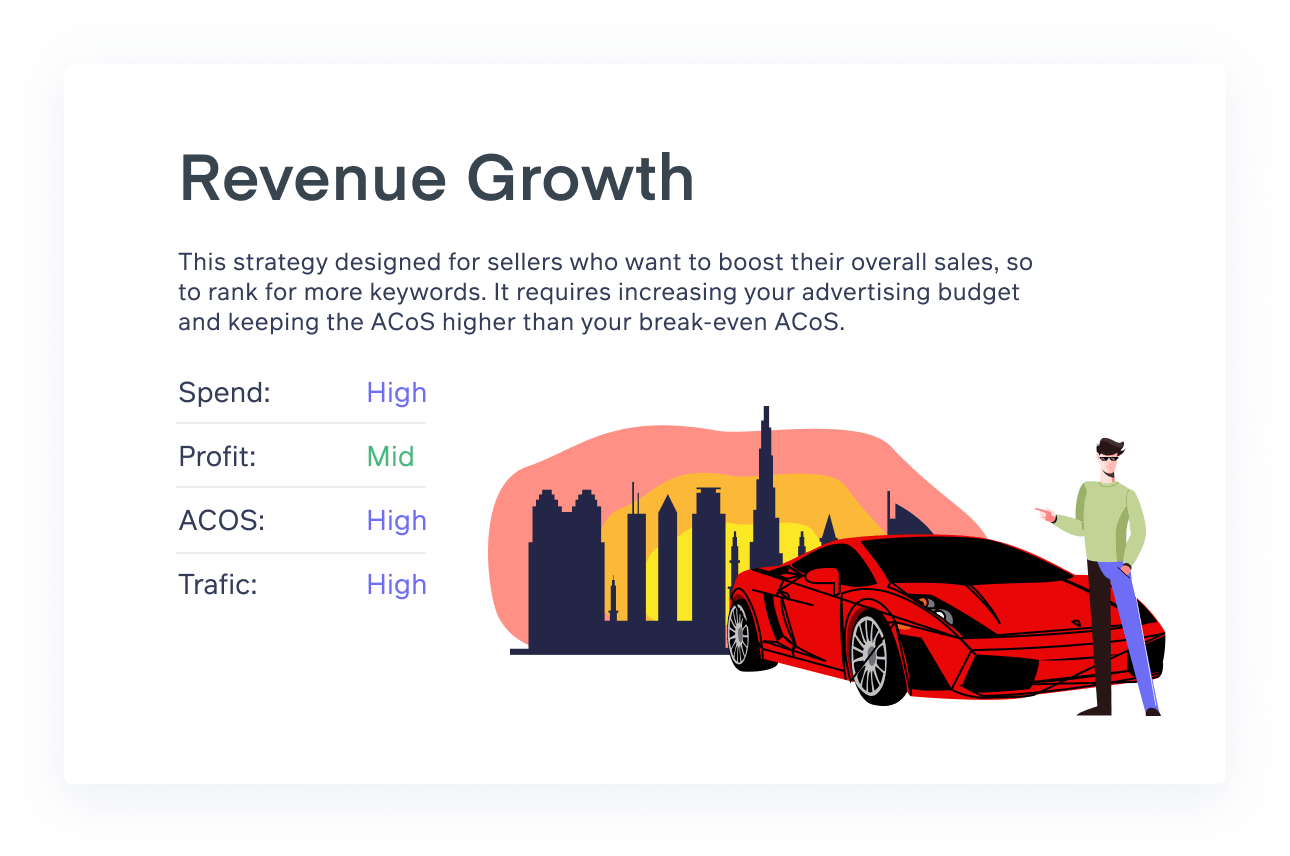 Revenue Growth
This strategy designed for sellers who want to boost their overall sales, so
to rank for more keywords. It requires increasing your advertising budget
and keeping the ACoS higher than your break-even ACoS.
Spend: High
Profit: Mid
ACOS: High
Trafic: High